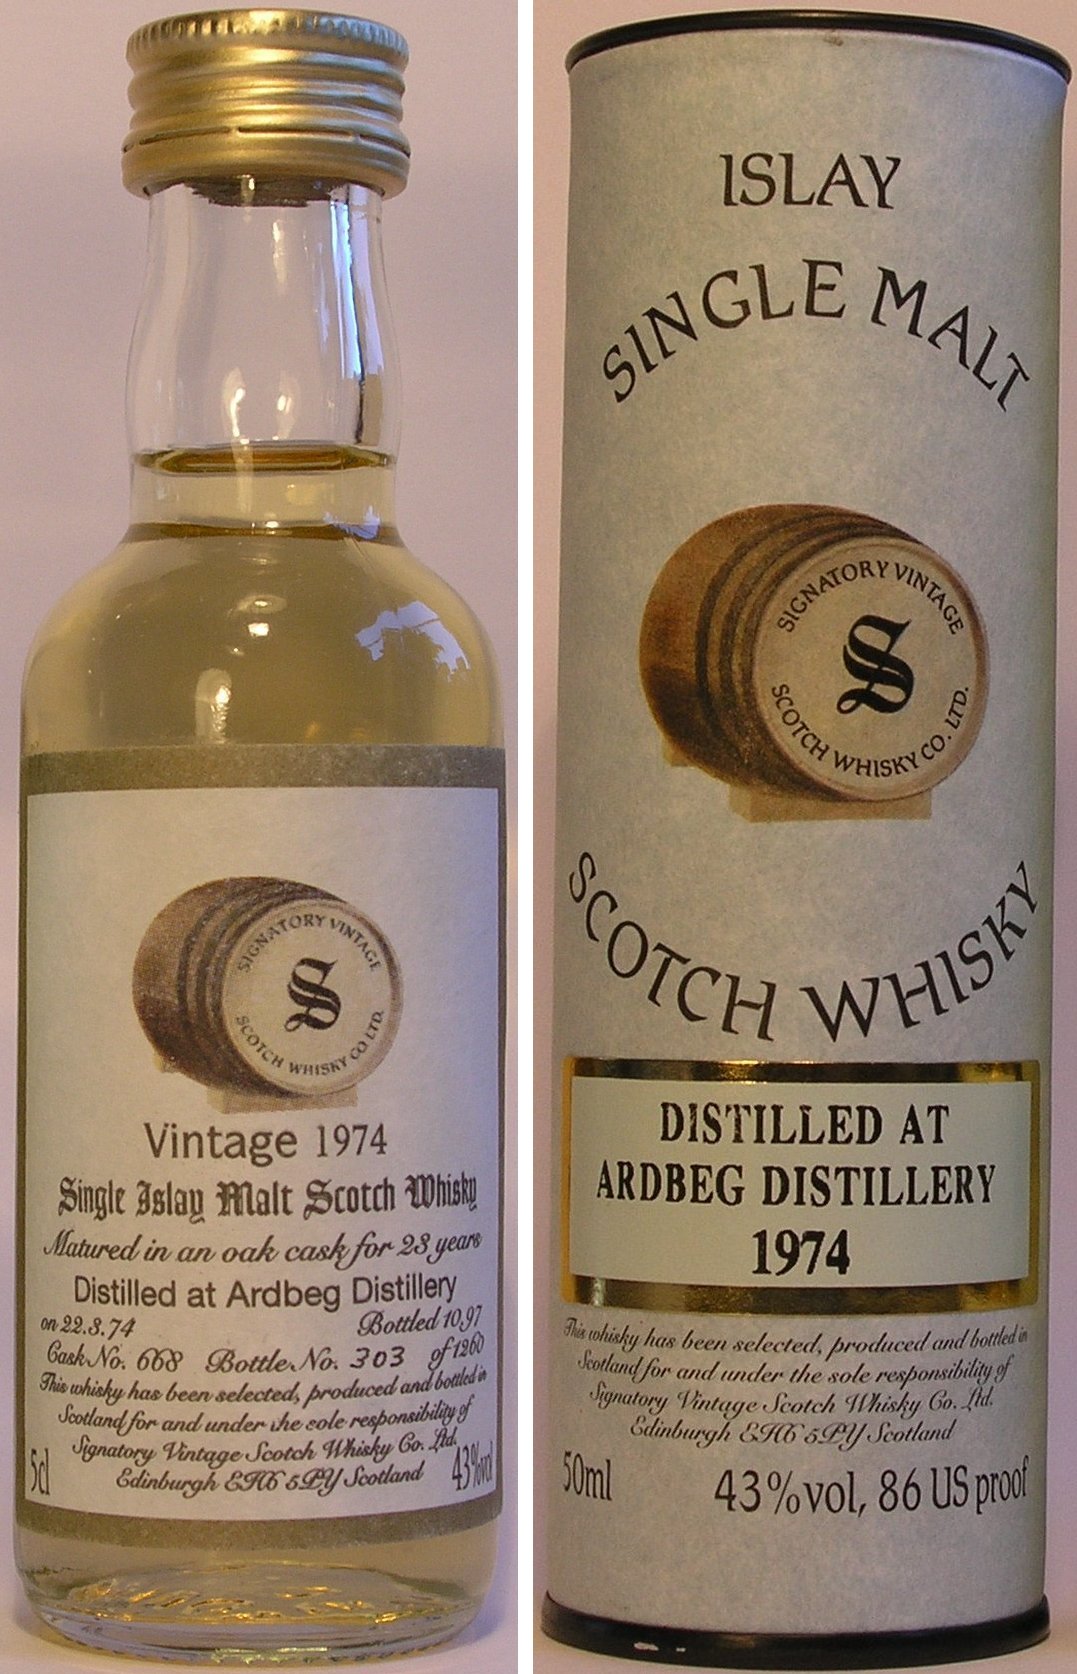 SIGNATORY VINTAGE
S
SCOTCH WHISKY CO LTD.
Vintage 1974
Single Islay Malt Scotch Whisky
Matured in an oak cask for 23 years
Distilled at Ardbeg Distillery
on 22.3.74 Bottled 10.97
Cask No. 668 Bottle No. 303 of 1260
This whisky has been selected, produced and bottled in
Scotland for and under the sole responsibility of
Signatory Vintage Scotch Whisky Co. Ltd.
Edinburgh EH6 5PY Scotland
5cl 43%vol
ISLAY
SINGLE MALT
SIGNATORY VINTAGE
S
SCOTCH WHISKY CO. LTD.
SCOTCH WHISKY
DISTILLED AT
ARDBEG DISTILLERY
1974
This whisky has been selected, produced and bottled in
Scotland for and under the sole responsibility of
Signatory Vintage Scotch Whisky Co. Ltd.
Edinburgh EH6 5PY Scotland
50ml 43%vol, 86 US proof